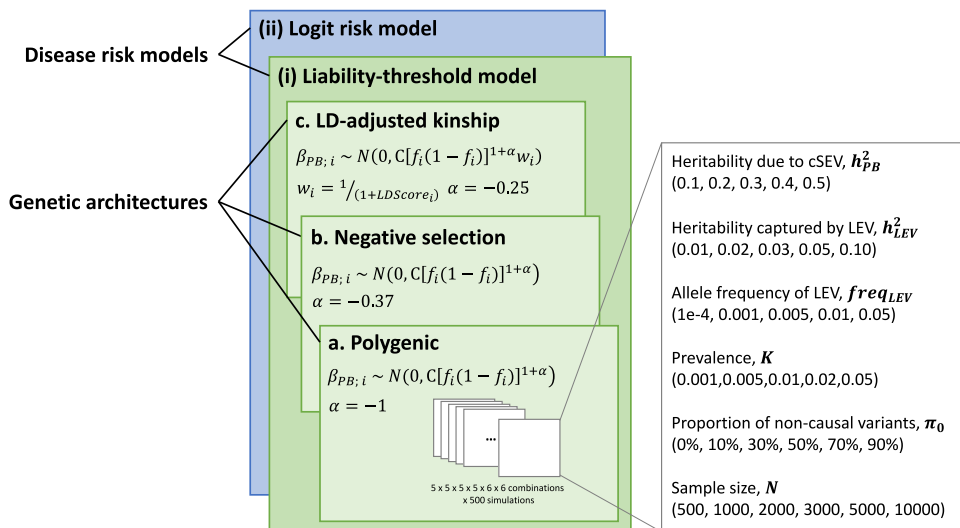 (ii) Logit risk model
Disease risk models
(i) Liability-threshold model
c. LD-adjusted kinship
β_{PB; i} ~ N(0, C[f_i(1 − f_i)]^{1+α} w_i)
w_i = 1/(1+LDScore_i) α = −0.25
Genetic architectures
b. Negative selection
β_{PB; i} ~ N(0, C[f_i(1 − f_i)]^{1+α})
α = −0.37
a. Polygenic
β_{PB; i} ~ N(0, C[f_i(1 − f_i)]^{1+α})
α = −1
...
5 x 5 x 5 x 5 x 6 x 6 combinations
x 500 simulations
Heritability due to cSEV, h²_{PB}
(0.1, 0.2, 0.3, 0.4, 0.5)
Heritability captured by LEV, h²_{LEV}
(0.01, 0.02, 0.03, 0.05, 0.10)
Allele frequency of LEV, freq_{LEV}
(1e-4, 0.001, 0.005, 0.01, 0.05)
Prevalence, K
(0.001,0.005,0.01,0.02,0.05)
Proportion of non-causal variants, π₀
(0%, 10%, 30%, 50%, 70%, 90%)
Sample size, N
(500, 1000, 2000, 3000, 5000, 10000)